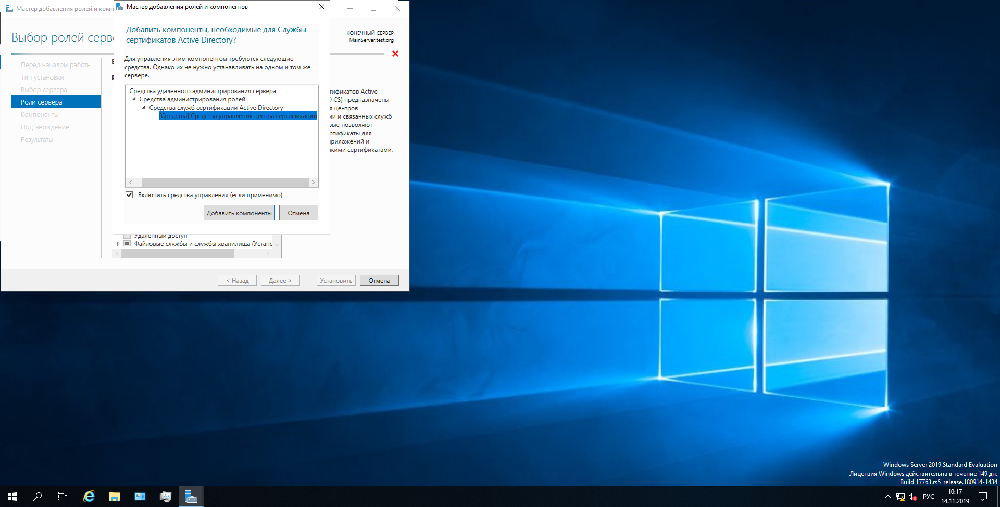 Мастер добавления ролей и комп
Мастер добавления ролей и компонентов
Выбор ролей серв
КОНЕЧНЫЙ СЕРВЕР
MainServer.test.org
Добавить компоненты, необходимые для Службы
сертификатов Active Directory?
Для управления этим компонентом требуются следующие
средства. Однако их не нужно устанавливать на одном и том же
сервере.
Перед началом работы
Тип установки
Выбор сервера
Роли сервера
Компоненты
Подтверждение
Результаты
Средства удаленного администрирования сервера
Средства администрирования ролей
Средства служб сертификации Active Directory
[Средства] Средства управления центра сертификации
тификатов Active
CS) предназначены
я центров
ии и связанных служб
рые позволяют
ртификаты для
приложений и
акими сертификатами.
Включить средства управления (если применимо)
Добавить компоненты
Отмена
Удаленный доступ
Файловые службы и службы хранилища (Устанс
< Назад
Далее >
Установить
Отмена
Windows Server 2019 Standard Evaluation
Лицензия Windows действительна в течение 149 дн.
Build 17763.rs5_release.180914-1434
РУС
10:17
14.11.2019